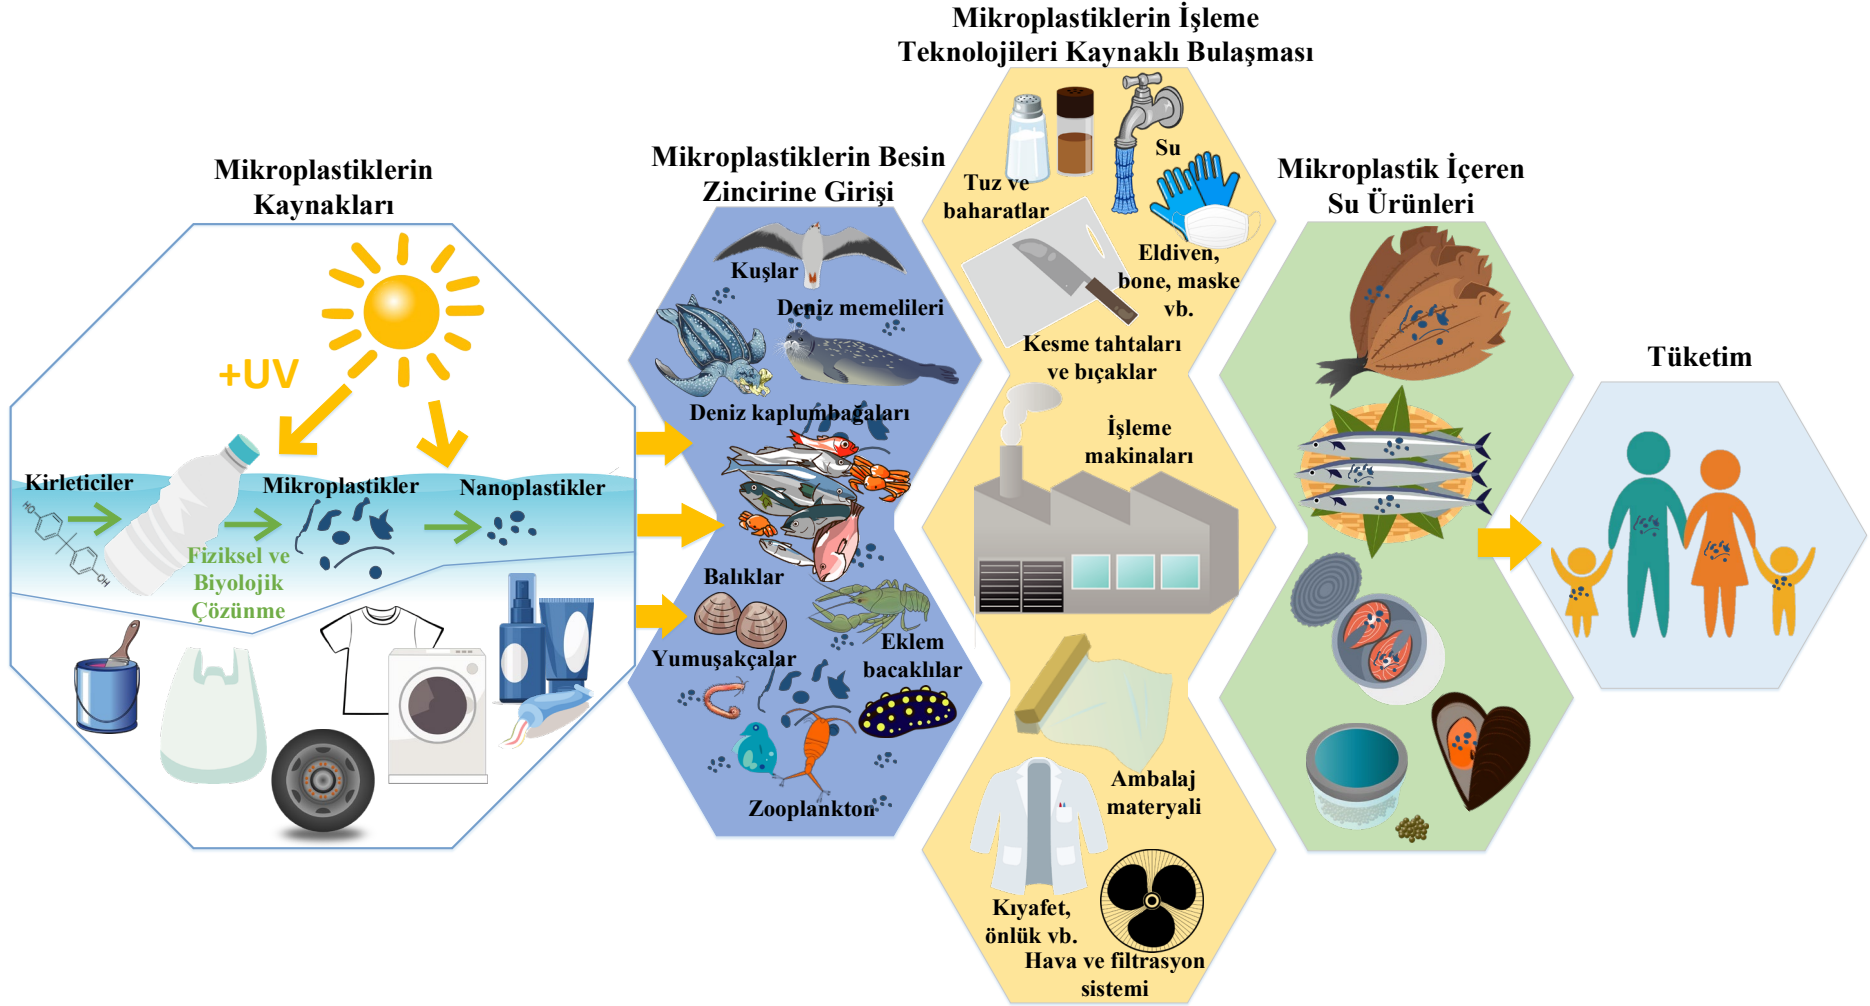 Mikroplastiklerin
Kaynakları
+UV
Kirleticiler
Mikroplastikler
Nanoplastikler
HO
OH
Fiziksel ve
Biyolojik
Çözünme
Mikroplastiklerin Besin
Zincirine Girişi
Kuşlar
Deniz memelileri
Deniz kaplumbağaları
Balıklar
Yumuşakçalar
Eklem
bacaklılar
Zooplankton
Mikroplastiklerin İşleme
Teknolojileri Kaynaklı Bulaşması
Su
Tuz ve
baharatlar
Eldiven,
bone, maske
vb.
Kesme tahtaları
ve bıçaklar
İşleme
makinaları
Ambalaj
materyali
Kıyafet,
önlük vb.
Hava ve filtrasyon
sistemi
Mikroplastik İçeren
Su Ürünleri
Tüketim